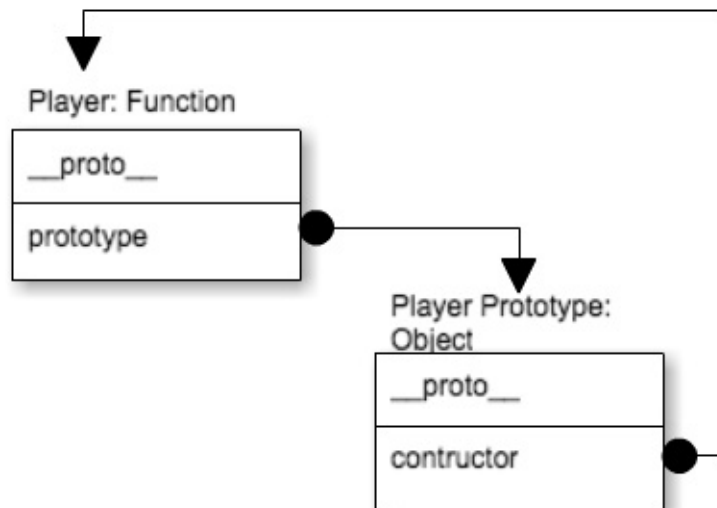 Player: Function
__proto__
prototype
Player Prototype:
Object
__proto__
contructor